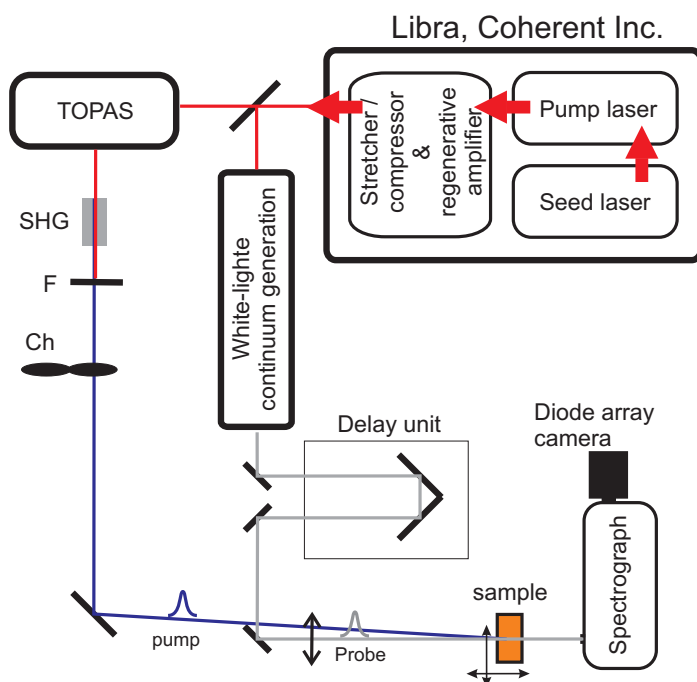 Libra, Coherent Inc.
TOPAS
Stretcher /
compressor
&
regenerative
amplifier
Pump laser
Seed laser
SHG
F
Ch
White-lighte
continuum generation
Delay unit
Diode array
camera
Spectrograph
sample
pump
Probe